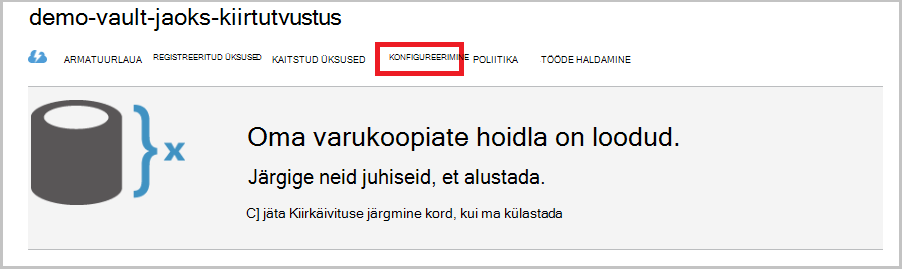 demo-vault-jaoks-kiirtutvustus
ARMATUURLAUA REGISTREERITUD ÜKSUSED KAITSTUD ÜKSUSED KONFIGUREERIMINE POLIITIKA TÖÖDE HALDAMINE
} x
Oma varukoopiate hoidla on loodud.
Järgige neid juhiseid, et alustada.
C] jäta Kiirkäivituse järgmine kord, kui ma külastada